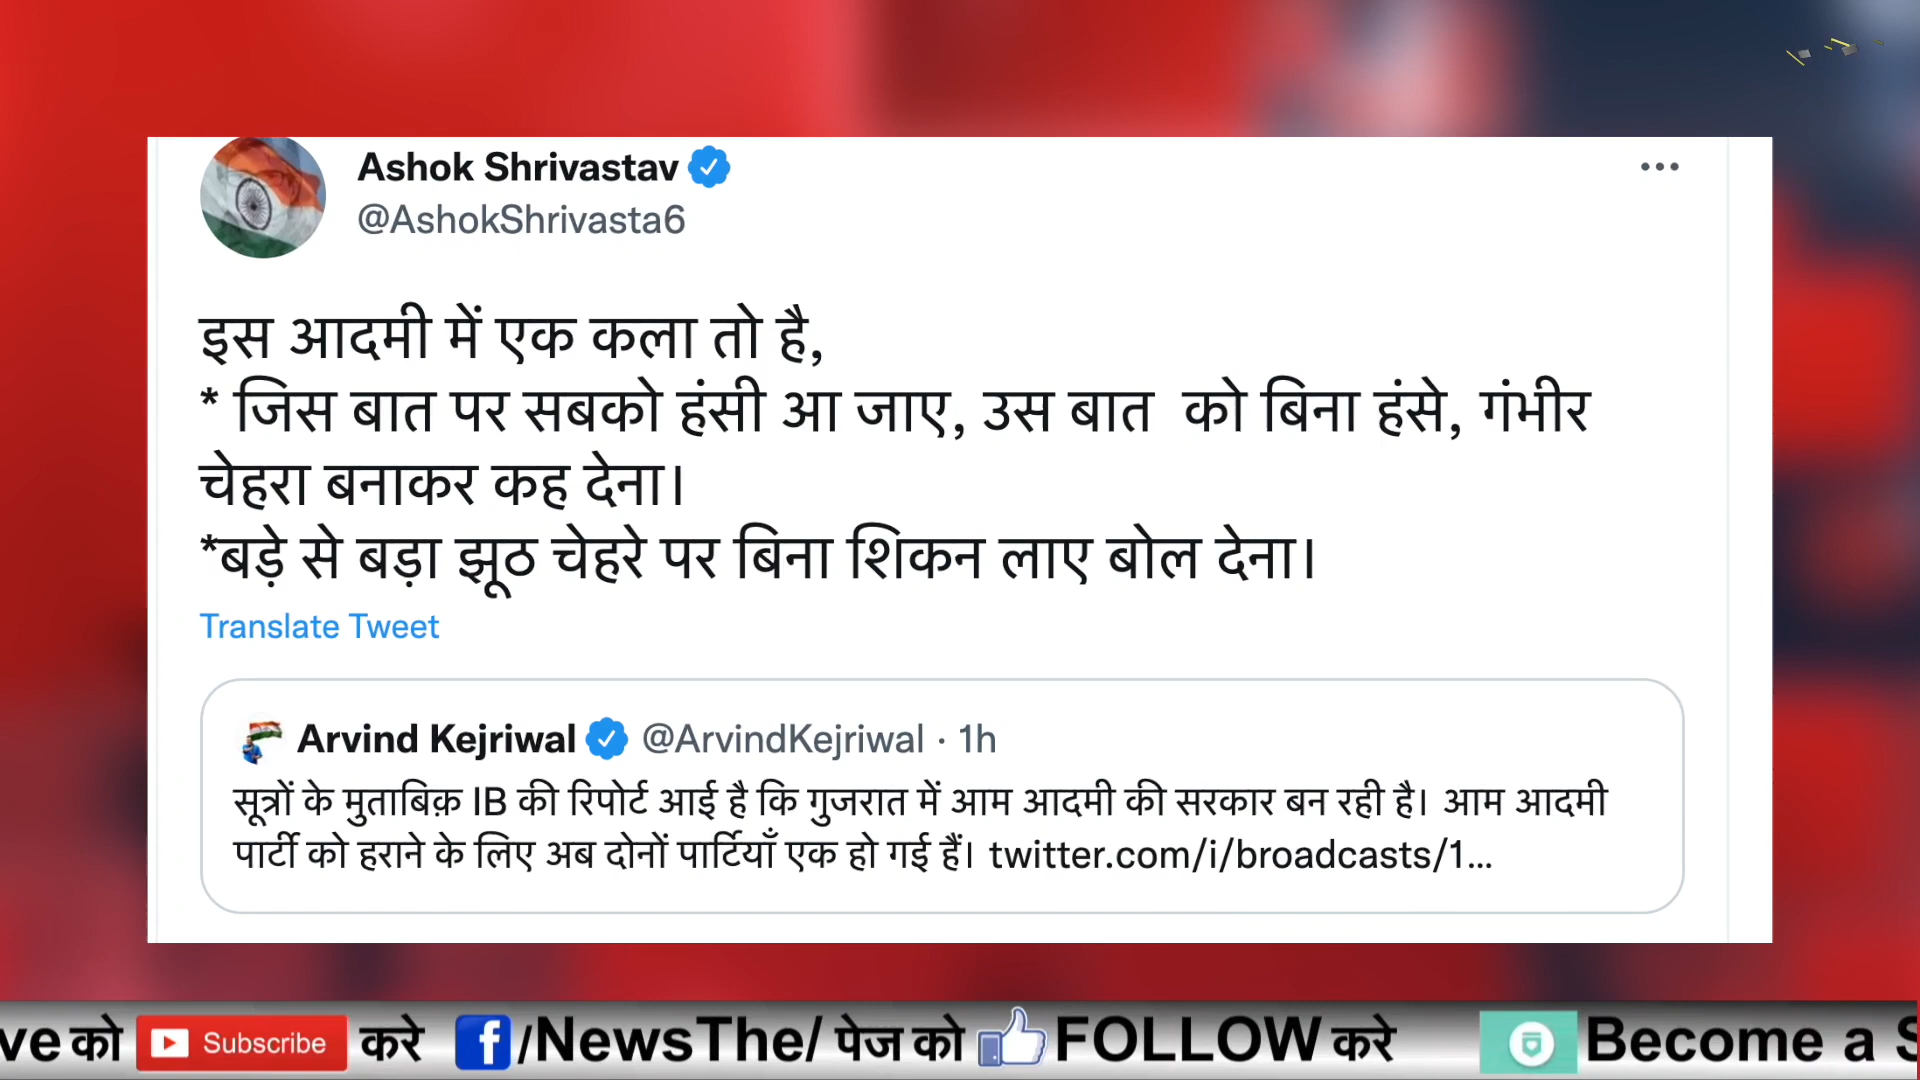 Ashok Shrivastav
@AshokShrivasta6
इस आदमी में एक कला तो है,
* जिस बात पर सबको हंसी आ जाए, उस बात को बिना हंसे, गंभीर
चेहरा बनाकर कह देना।
*बड़े से बड़ा झूठ चेहरे पर बिना शिकन लाए बोल देना।
Translate Tweet
Arvind Kejriwal @ArvindKejriwal · 1h
सूत्रों के मुताबिक़ IB की रिपोर्ट आई है कि गुजरात में आम आदमी की सरकार बन रही है। आम आदमी
पार्टी को हराने के लिए अब दोनों पार्टियाँ एक हो गई हैं। twitter.com/i/broadcasts/1...
ve को Subscribe करे /NewsThe/ पेज को FOLLOW करे Become a S